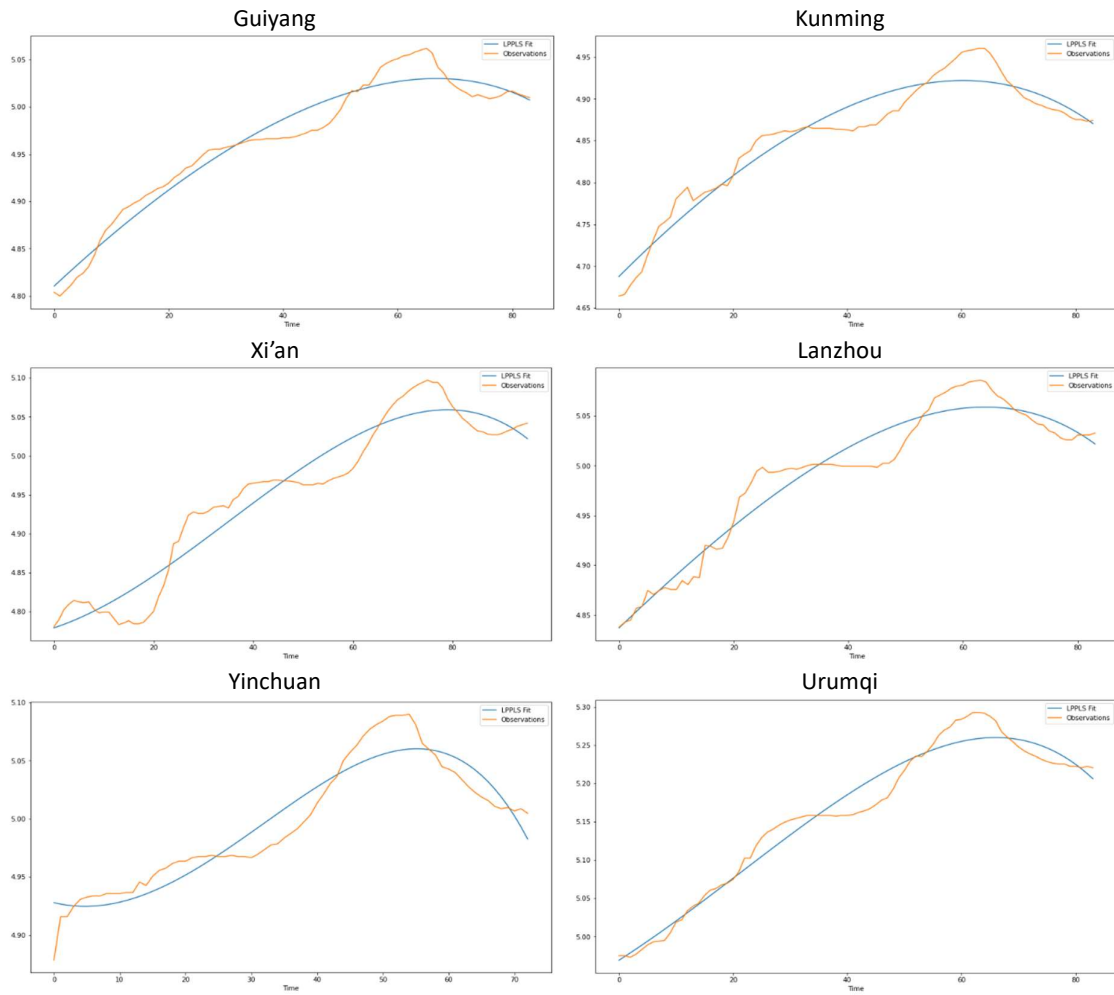 Guiyang
LPPLS Fit
Observations
5.05
5.00
4.95
4.90
4.85
4.80
0
20
40
60
80
Time
Kunming
LPPLS Fit
Observations
4.95
4.90
4.85
4.80
4.75
4.70
4.65
0
20
40
60
80
Time
Xi’an
LPPLS Fit
Observations
5.10
5.05
5.00
4.95
4.90
4.85
4.80
0
20
40
60
80
Time
Lanzhou
LPPLS Fit
Observations
5.05
5.00
4.95
4.90
4.85
0
20
40
60
80
Time
Yinchuan
LPPLS Fit
Observations
5.10
5.05
5.00
4.95
4.90
0
10
20
30
40
50
60
70
Time
Urumqi
LPPLS Fit
Observations
5.30
5.25
5.20
5.15
5.10
5.05
5.00
0
20
40
60
80
Time